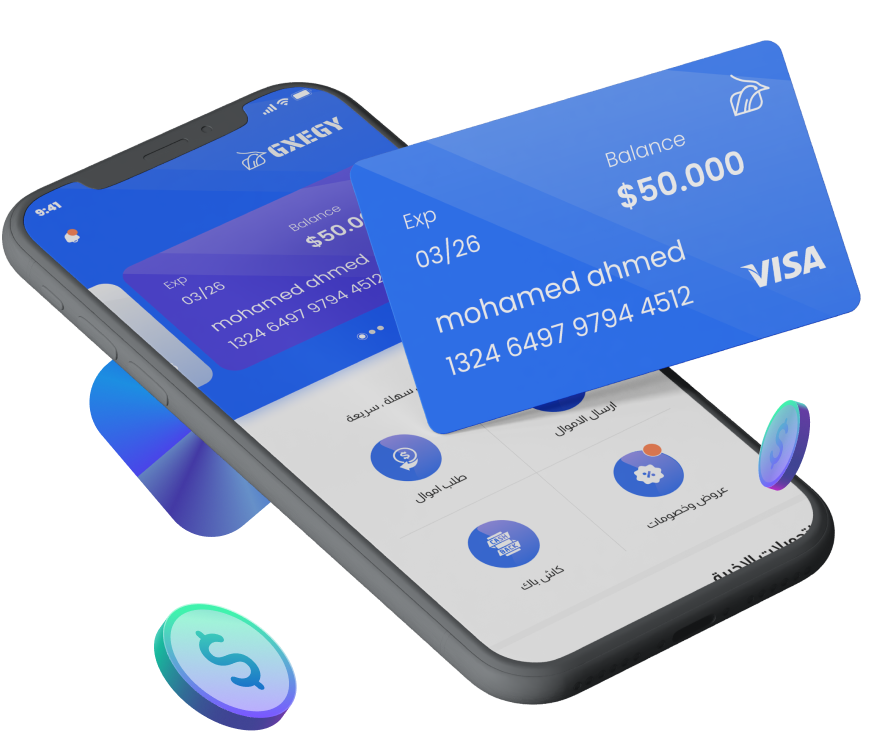 9:41
GXEGY
Balance
$50.0
Exp
03/26
mohamed ahmed
1324 6497 9794 4512
Balance
$50.000
Exp
03/26
mohamed ahmed
1324 6497 9794 4512
VISA
سهلة , سريعة
ارسال الاموال
$
طلب اموال
%
عروض وخصومات
CASH
BACK
كاش باك
التحويلات الاخيرة
$
$